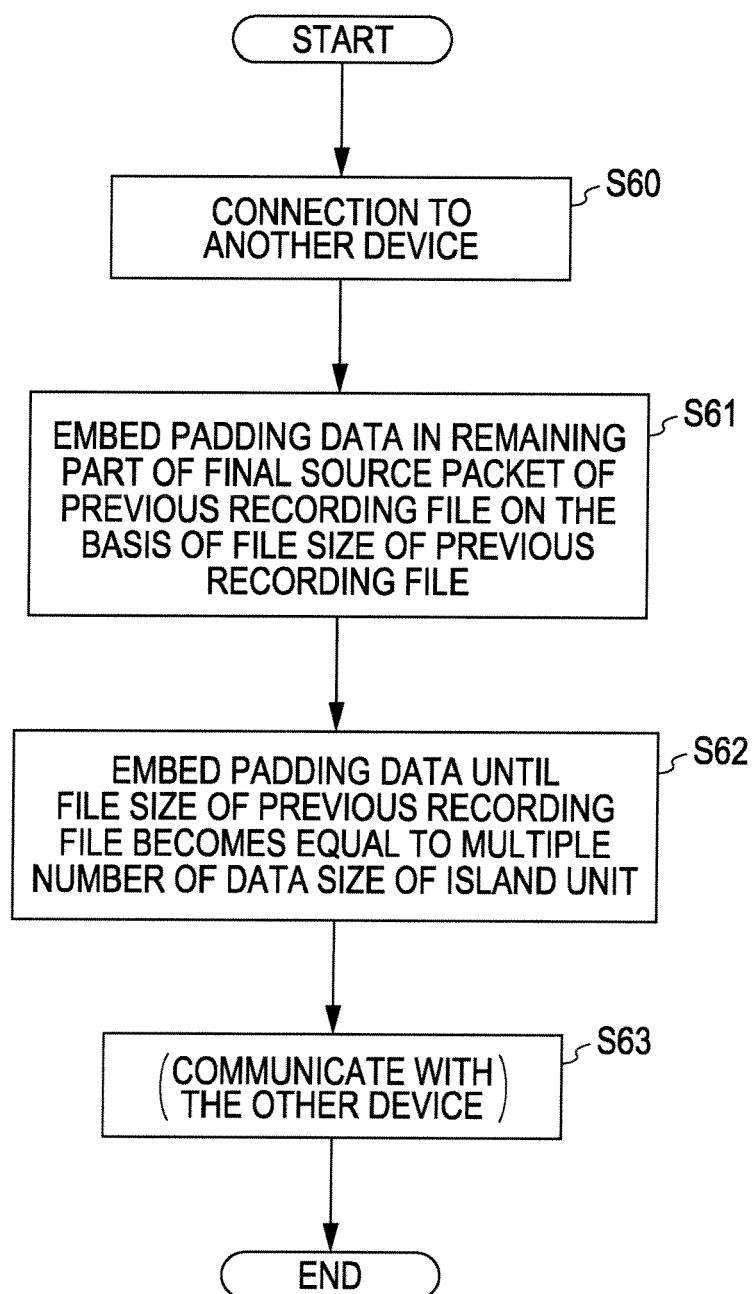 START
S60
CONNECTION TO
ANOTHER DEVICE
S61
EMBED PADDING DATA IN REMAINING
PART OF FINAL SOURCE PACKET OF
PREVIOUS RECORDING FILE ON THE
BASIS OF FILE SIZE OF PREVIOUS
RECORDING FILE
S62
EMBED PADDING DATA UNTIL
FILE SIZE OF PREVIOUS RECORDING
FILE BECOMES EQUAL TO MULTIPLE
NUMBER OF DATA SIZE OF ISLAND UNIT
S63
(COMMUNICATE WITH
THE OTHER DEVICE)
END